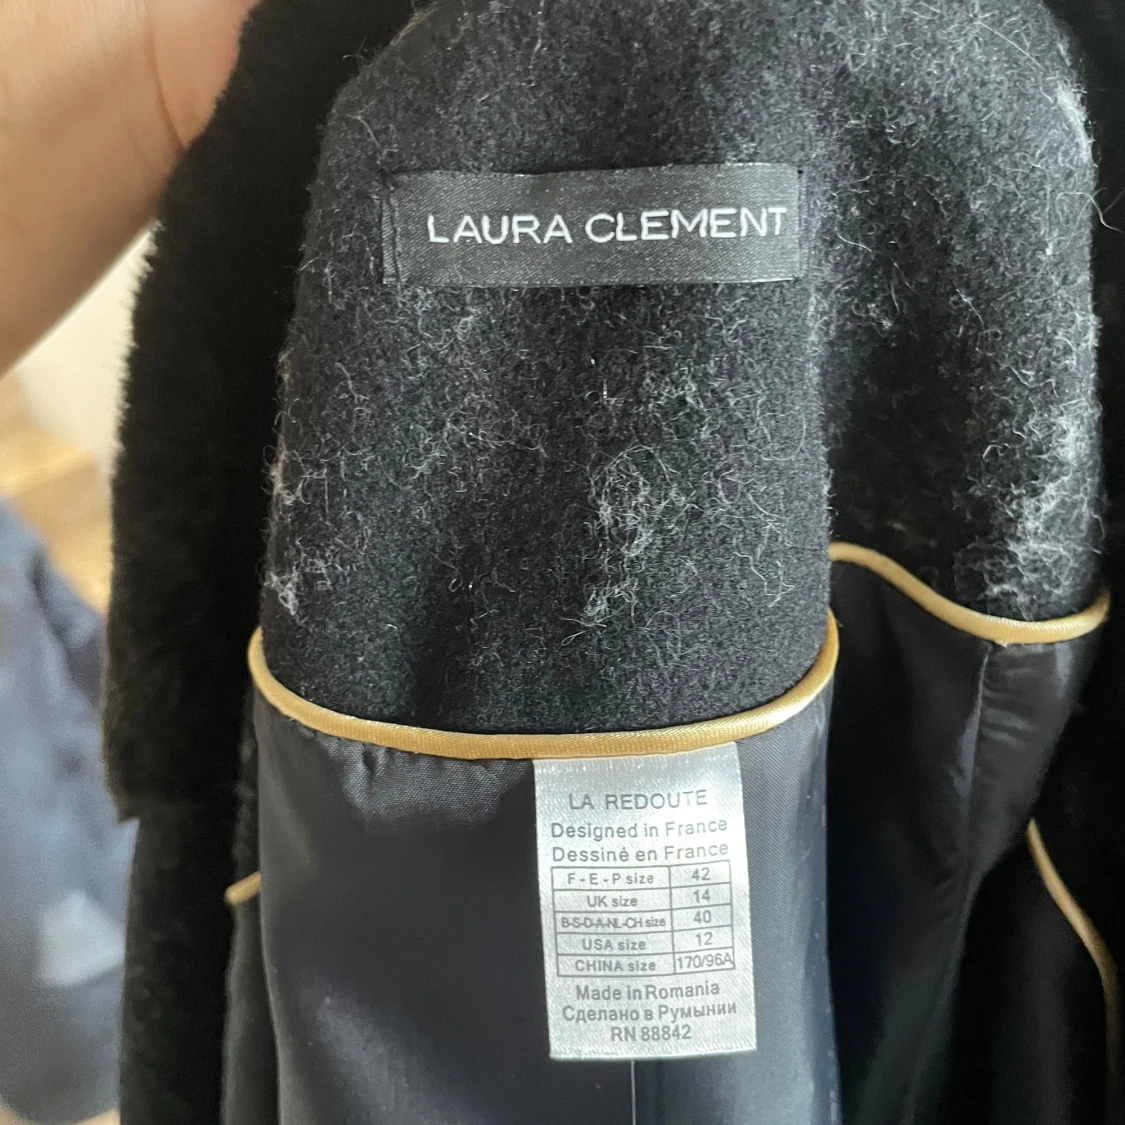 LAURA CLEMENT
LA REDOUTE
Designed in France
Dessiné en France
F - E - P size 42
UK size 14
B-S-D-A-NL-CH size 40
USA size 12
CHINA size 170/96A
Made in Romania
Сделано в Румынии
RN 88842